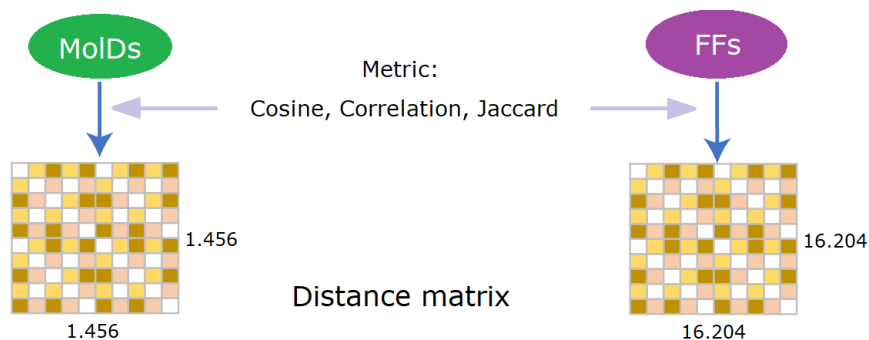 MolDs
FFs
Metric:
Cosine, Correlation, Jaccard
1.456
16.204
Distance matrix
1.456
16.204